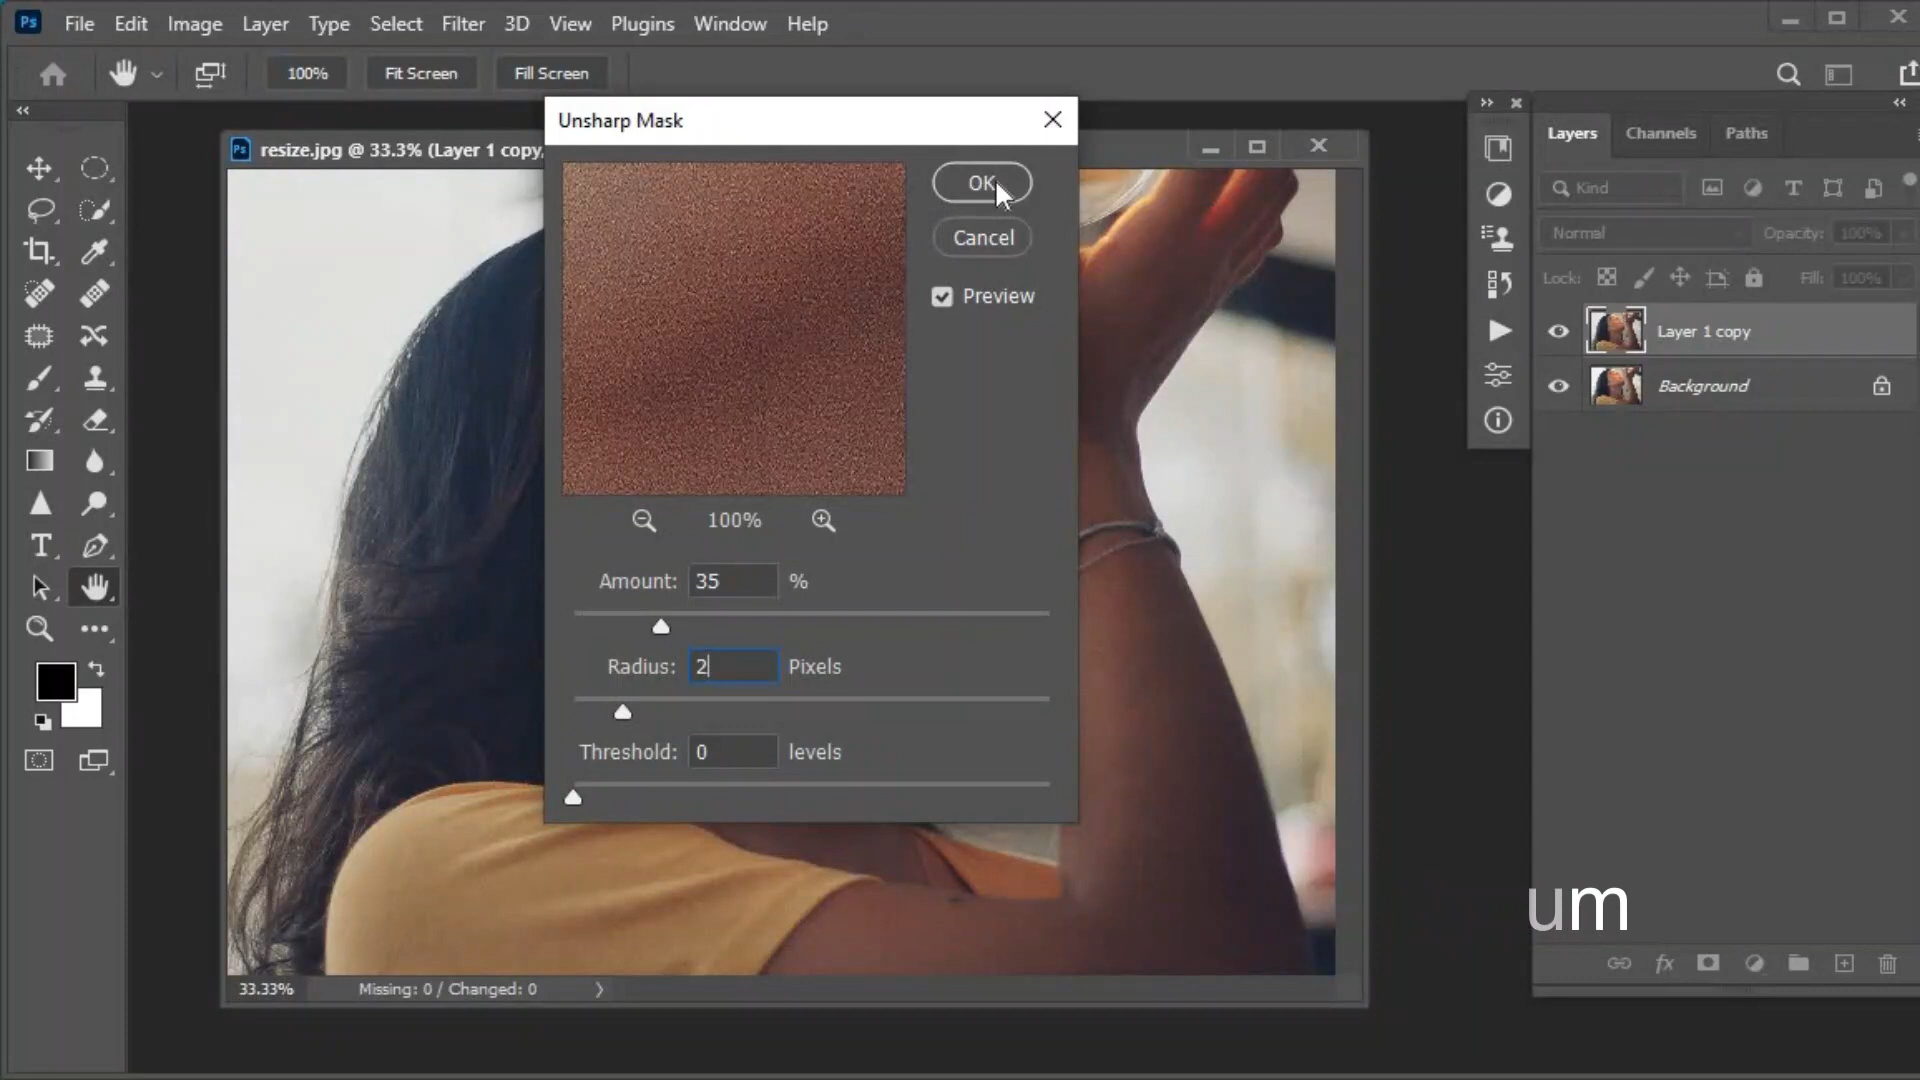 Ps File Edit Image Layer Type Select Filter 3D View Plugins Window Help
100% Fit Screen Fill Screen
Unsharp Mask
Ps resize.jpg @ 33.3% (Layer 1 copy,
OK
Cancel
Preview
100%
Amount: 35 %
Radius: 2 Pixels
Threshold: 0 levels
Layers Channels Paths
Kind
Normal Opacity: 100%
Lock: Fill: 100%
Layer 1 copy
Background
um
fx
33.33% Missing: 0 / Changed: 0